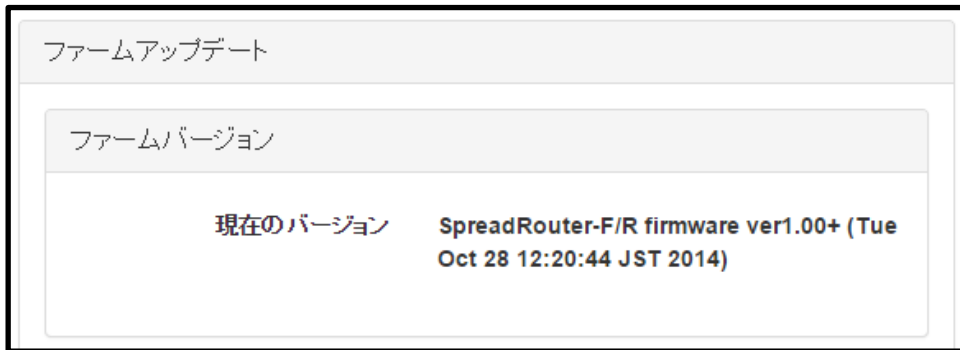 ファームアップデート
ファームバージョン
現在のバージョン SpreadRouter-F/R firmware ver1.00+ (Tue
Oct 28 12:20:44 JST 2014)